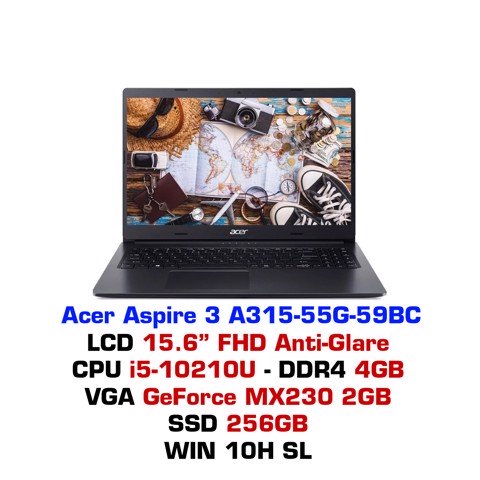 acer
Acer Aspire 3 A315-55G-59BC
LCD 15.6” FHD Anti-Glare
CPU i5-10210U - DDR4 4GB
VGA GeForce MX230 2GB
SSD 256GB
WIN 10H SL